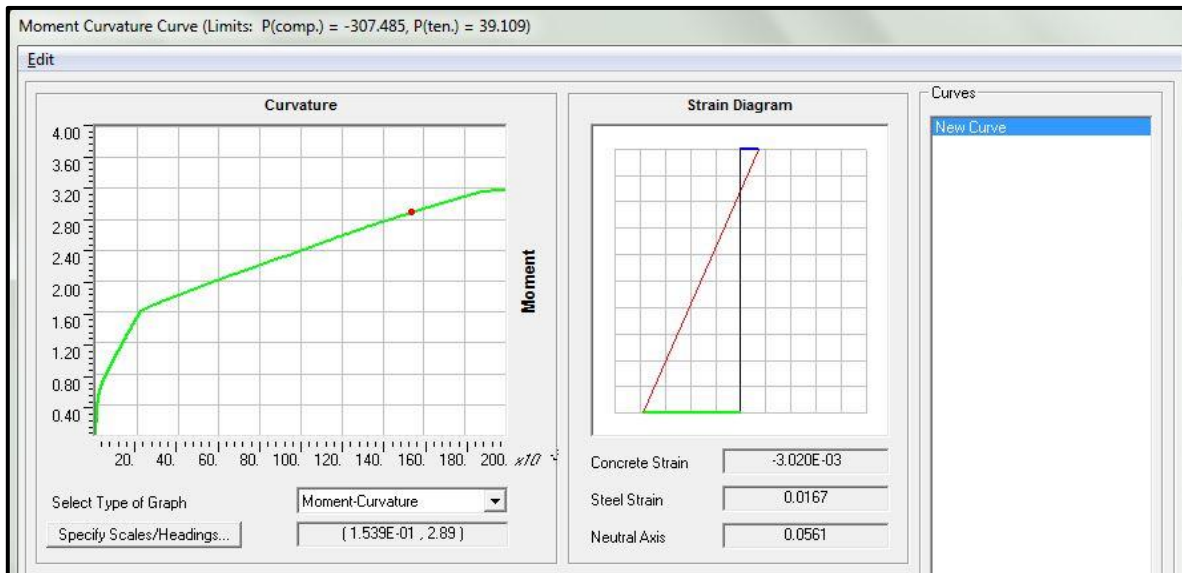 Moment Curvature Curve (Limits: P(comp.) = -307.485, P(ten.) = 39.109)
Edit
Curvature
4.00
3.60
3.20
2.80
2.40
2.00
1.60
1.20
0.80
0.40
20. 40. 60. 80. 100. 120. 140. 160. 180. 200. x10 -3
Moment
Select Type of Graph
Moment-Curvature
Specify Scales/Headings...
( 1.539E-01 , 2.89 )
Strain Diagram
Concrete Strain
-3.020E-03
Steel Strain
0.0167
Neutral Axis
0.0561
Curves
New Curve